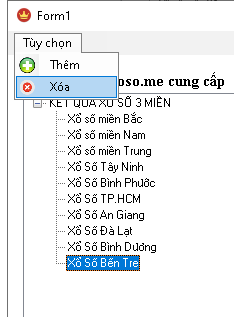 Form1
Tùy chọn
Thêm
Xóa
oso.me cung cấp
KẾT QUẢ XỔ SỐ 3 MIỀN
Xổ số miền Bắc
Xổ số miền Nam
Xổ số miền Trung
Xổ Số Tây Ninh
Xổ Số Bình Phước
Xổ Số TP.HCM
Xổ Số An Giang
Xổ Số Đà Lạt
Xổ Số Bình Dương
Xổ Số Bến Tre